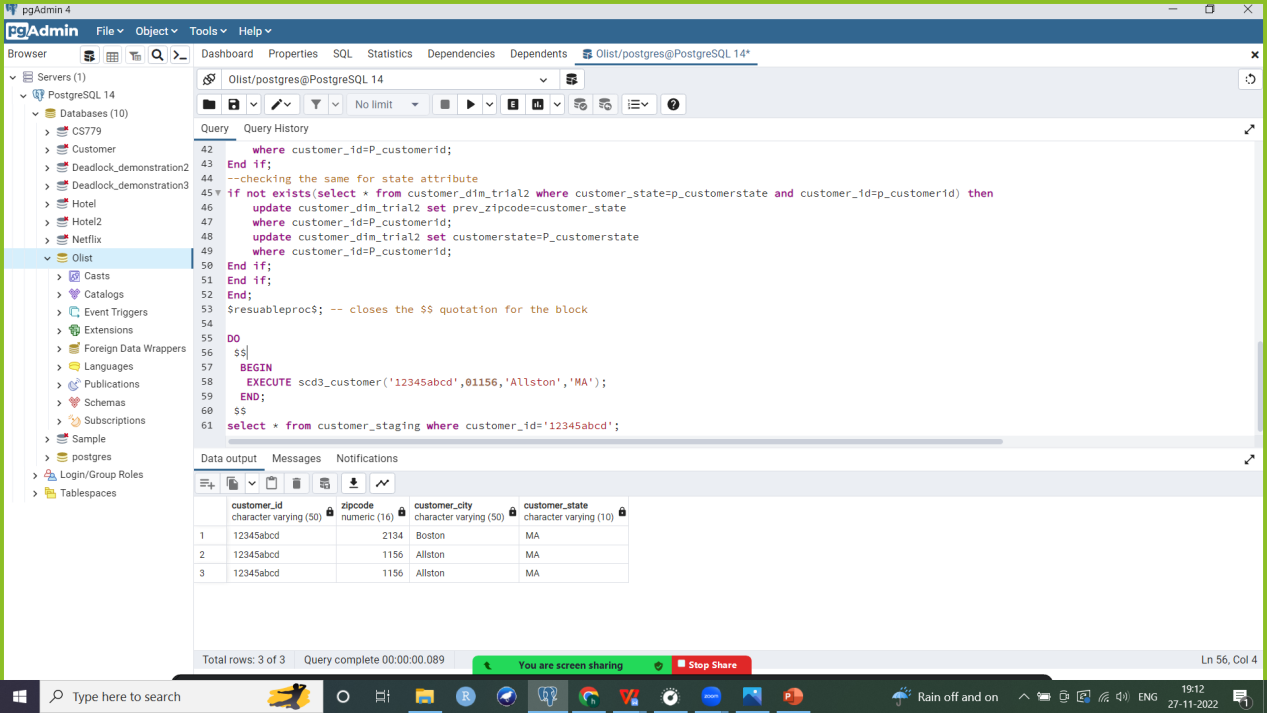 pgAdmin 4
pgAdmin File Object Tools Help
Browser Dashboard Properties SQL Statistics Dependencies Dependents Olist/postgres@PostgreSQL 14*
Servers (1)
PostgreSQL 14
Databases (10)
CS779
Customer
Deadlock_demonstration2
Deadlock_demonstration3
Hotel
Hotel2
Netflix
Olist
Casts
Catalogs
Event Triggers
Extensions
Foreign Data Wrappers
Languages
Publications
Schemas
Subscriptions
Sample
postgres
Login/Group Roles
Tablespaces
Olist/postgres@PostgreSQL 14
No limit
Query Query History
42 where customer_id=P_customerid;
43 End if;
44 --checking the same for state attribute
45 if not exists(select * from customer_dim_trial2 where customer_state=p_customerstate and customer_id=p_customerid) then
46 update customer_dim_trial2 set prev_zipcode=customer_state
47 where customer_id=P_customerid;
48 update customer_dim_trial2 set customerstate=P_customerstate
49 where customer_id=P_customerid;
50 End if;
51 End if;
52 End;
53 $resuableproc$; -- closes the $$ quotation for the block
54
55 DO
56 $$
57 BEGIN
58 EXECUTE scd3_customer('12345abcd',01156,'Allston','MA');
59 END;
60 $$
61 select * from customer_staging where customer_id='12345abcd';
Data output Messages Notifications
customer_id zipcode customer_city customer_state
character varying (50) numeric (16) character varying (50) character varying (10)
1 12345abcd 2134 Boston MA
2 12345abcd 1156 Allston MA
3 12345abcd 1156 Allston MA
Total rows: 3 of 3 Query complete 00:00:00.089 Ln 56, Col 4
You are screen sharing Stop Share
Type here to search
Rain off and on ENG 19:12
27-11-2022
1